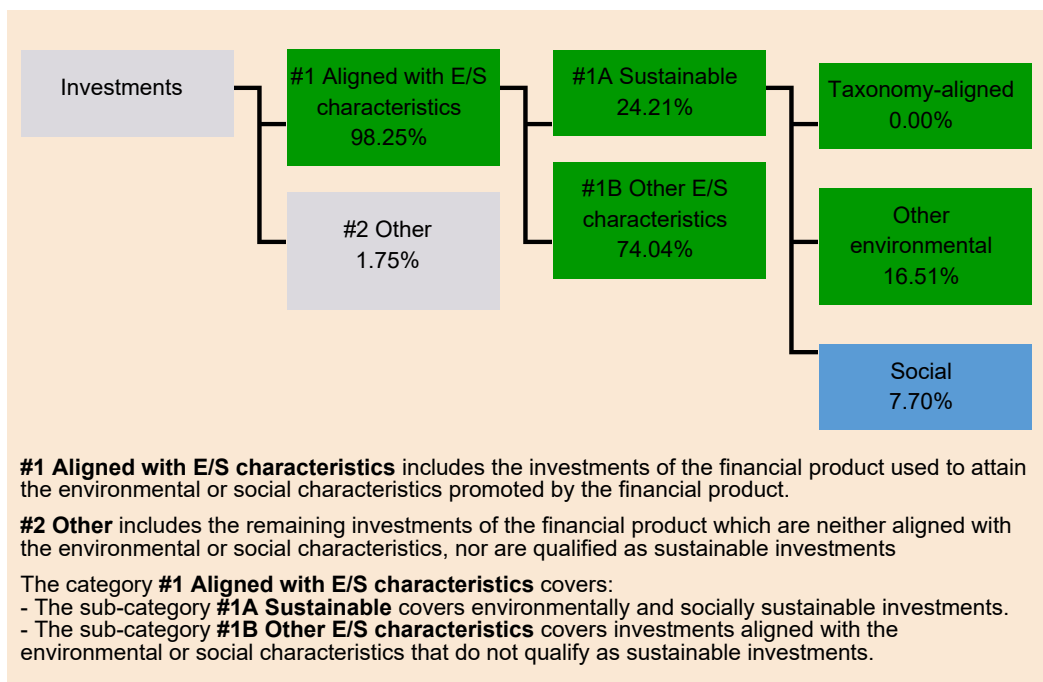 Investments
#1 Aligned with E/S
characteristics
98.25%
#2 Other
1.75%
#1A Sustainable
24.21%
#1B Other E/S
characteristics
74.04%
Taxonomy-aligned
0.00%
Other
environmental
16.51%
Social
7.70%
#1 Aligned with E/S characteristics includes the investments of the financial product used to attain
the environmental or social characteristics promoted by the financial product.
#2 Other includes the remaining investments of the financial product which are neither aligned with
the environmental or social characteristics, nor are qualified as sustainable investments
The category #1 Aligned with E/S characteristics covers:
- The sub-category #1A Sustainable covers environmentally and socially sustainable investments.
- The sub-category #1B Other E/S characteristics covers investments aligned with the
environmental or social characteristics that do not qualify as sustainable investments.